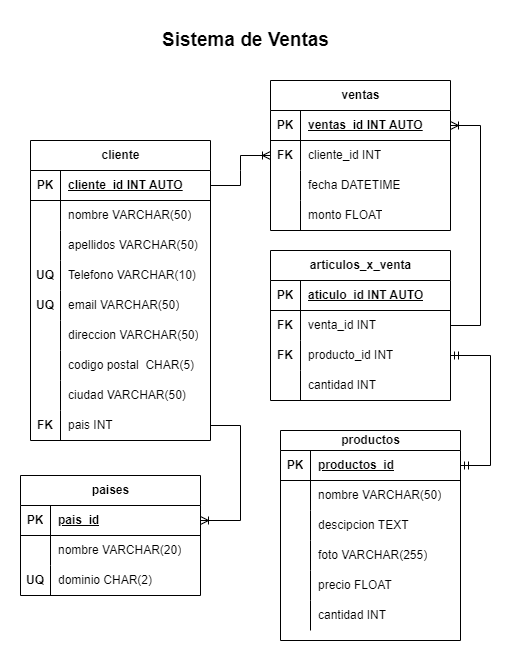 Sistema de Ventas
ventas
PK ventas_id INT AUTO
FK cliente_id INT
fecha DATETIME
monto FLOAT
cliente
PK cliente_id INT AUTO
nombre VARCHAR(50)
apellidos VARCHAR(50)
UQ Telefono VARCHAR(10)
UQ email VARCHAR(50)
direccion VARCHAR(50)
codigo postal CHAR(5)
ciudad VARCHAR(50)
FK pais INT
articulos_x_venta
PK aticulo_id INT AUTO
FK venta_id INT
FK producto_id INT
cantidad INT
productos
PK productos_id
nombre VARCHAR(50)
descipcion TEXT
foto VARCHAR(255)
precio FLOAT
cantidad INT
paises
PK pais_id
nombre VARCHAR(20)
UQ dominio CHAR(2)